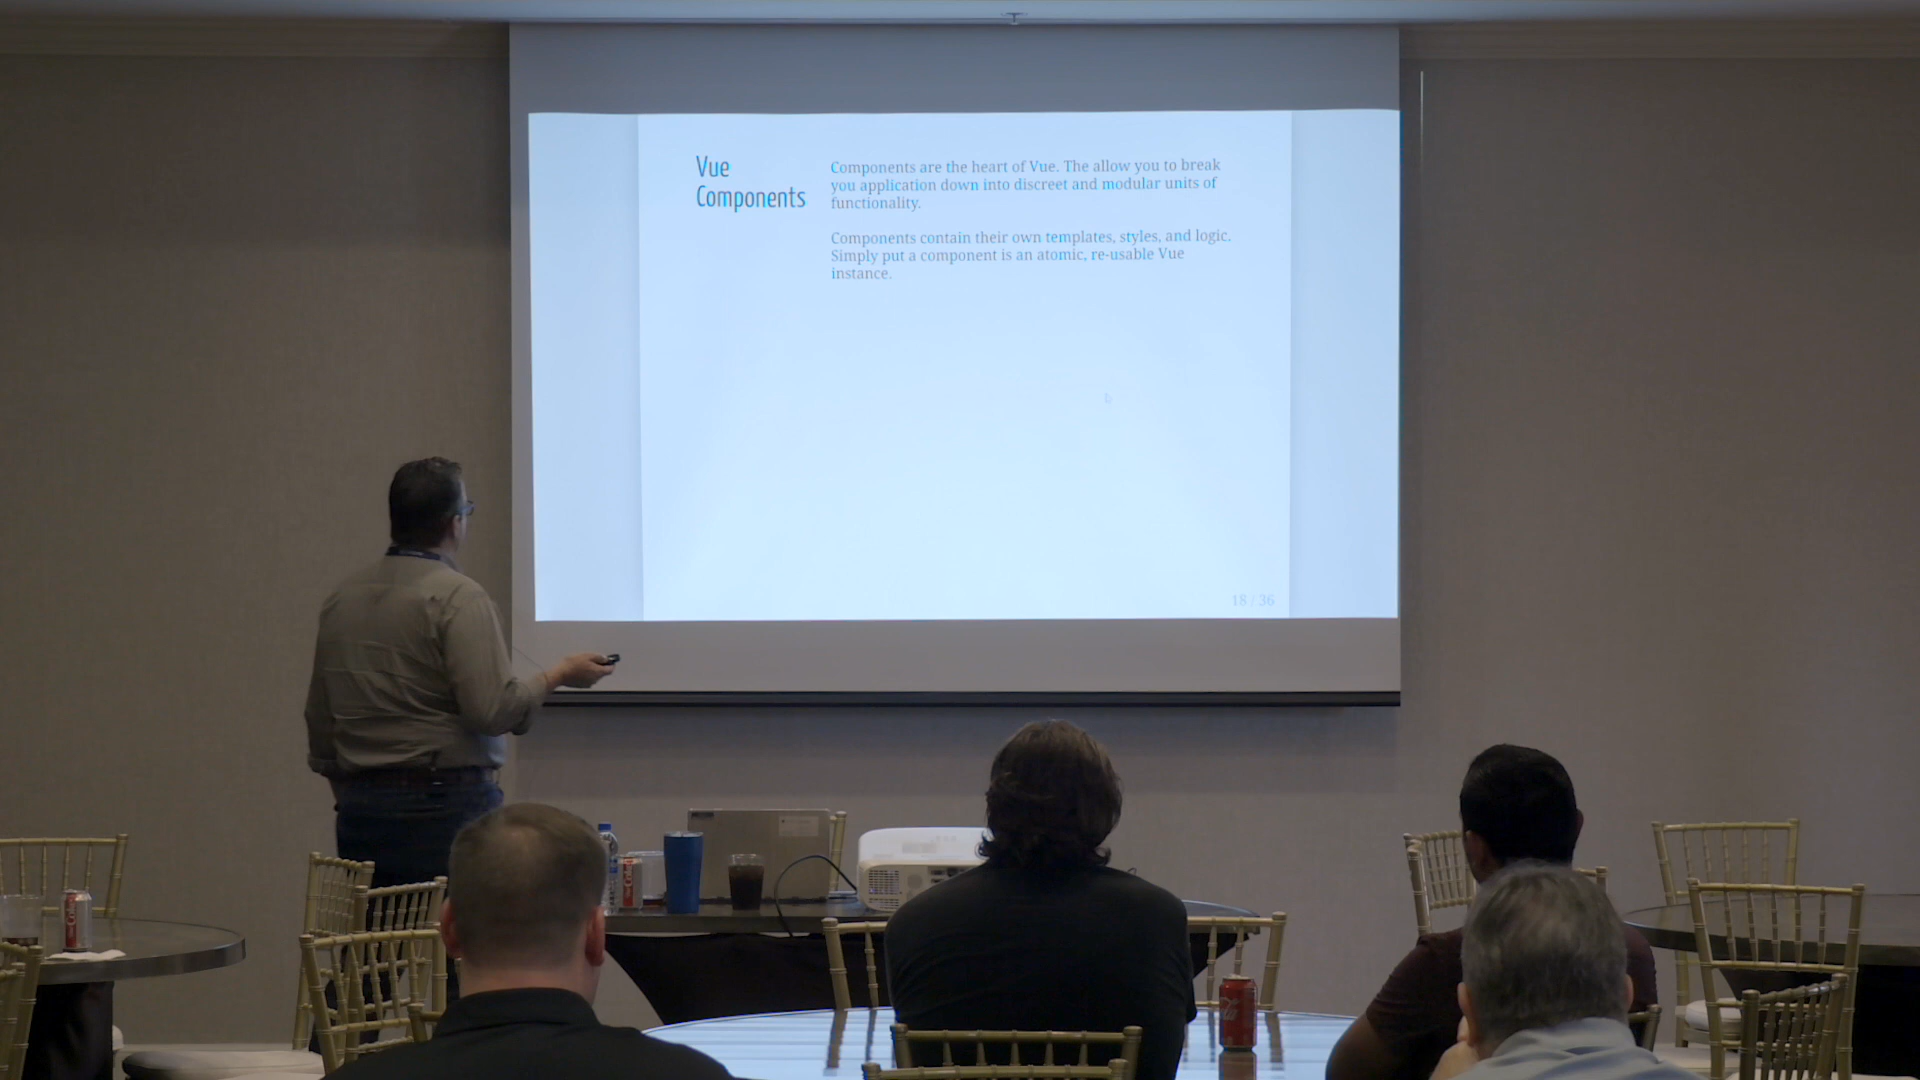 Vue
Components
Components are the heart of Vue. The allow you to break
you application down into discreet and modular units of
functionality.
Components contain their own templates, styles, and logic.
Simply put a component is an atomic, re-usable Vue
instance.
18 / 36